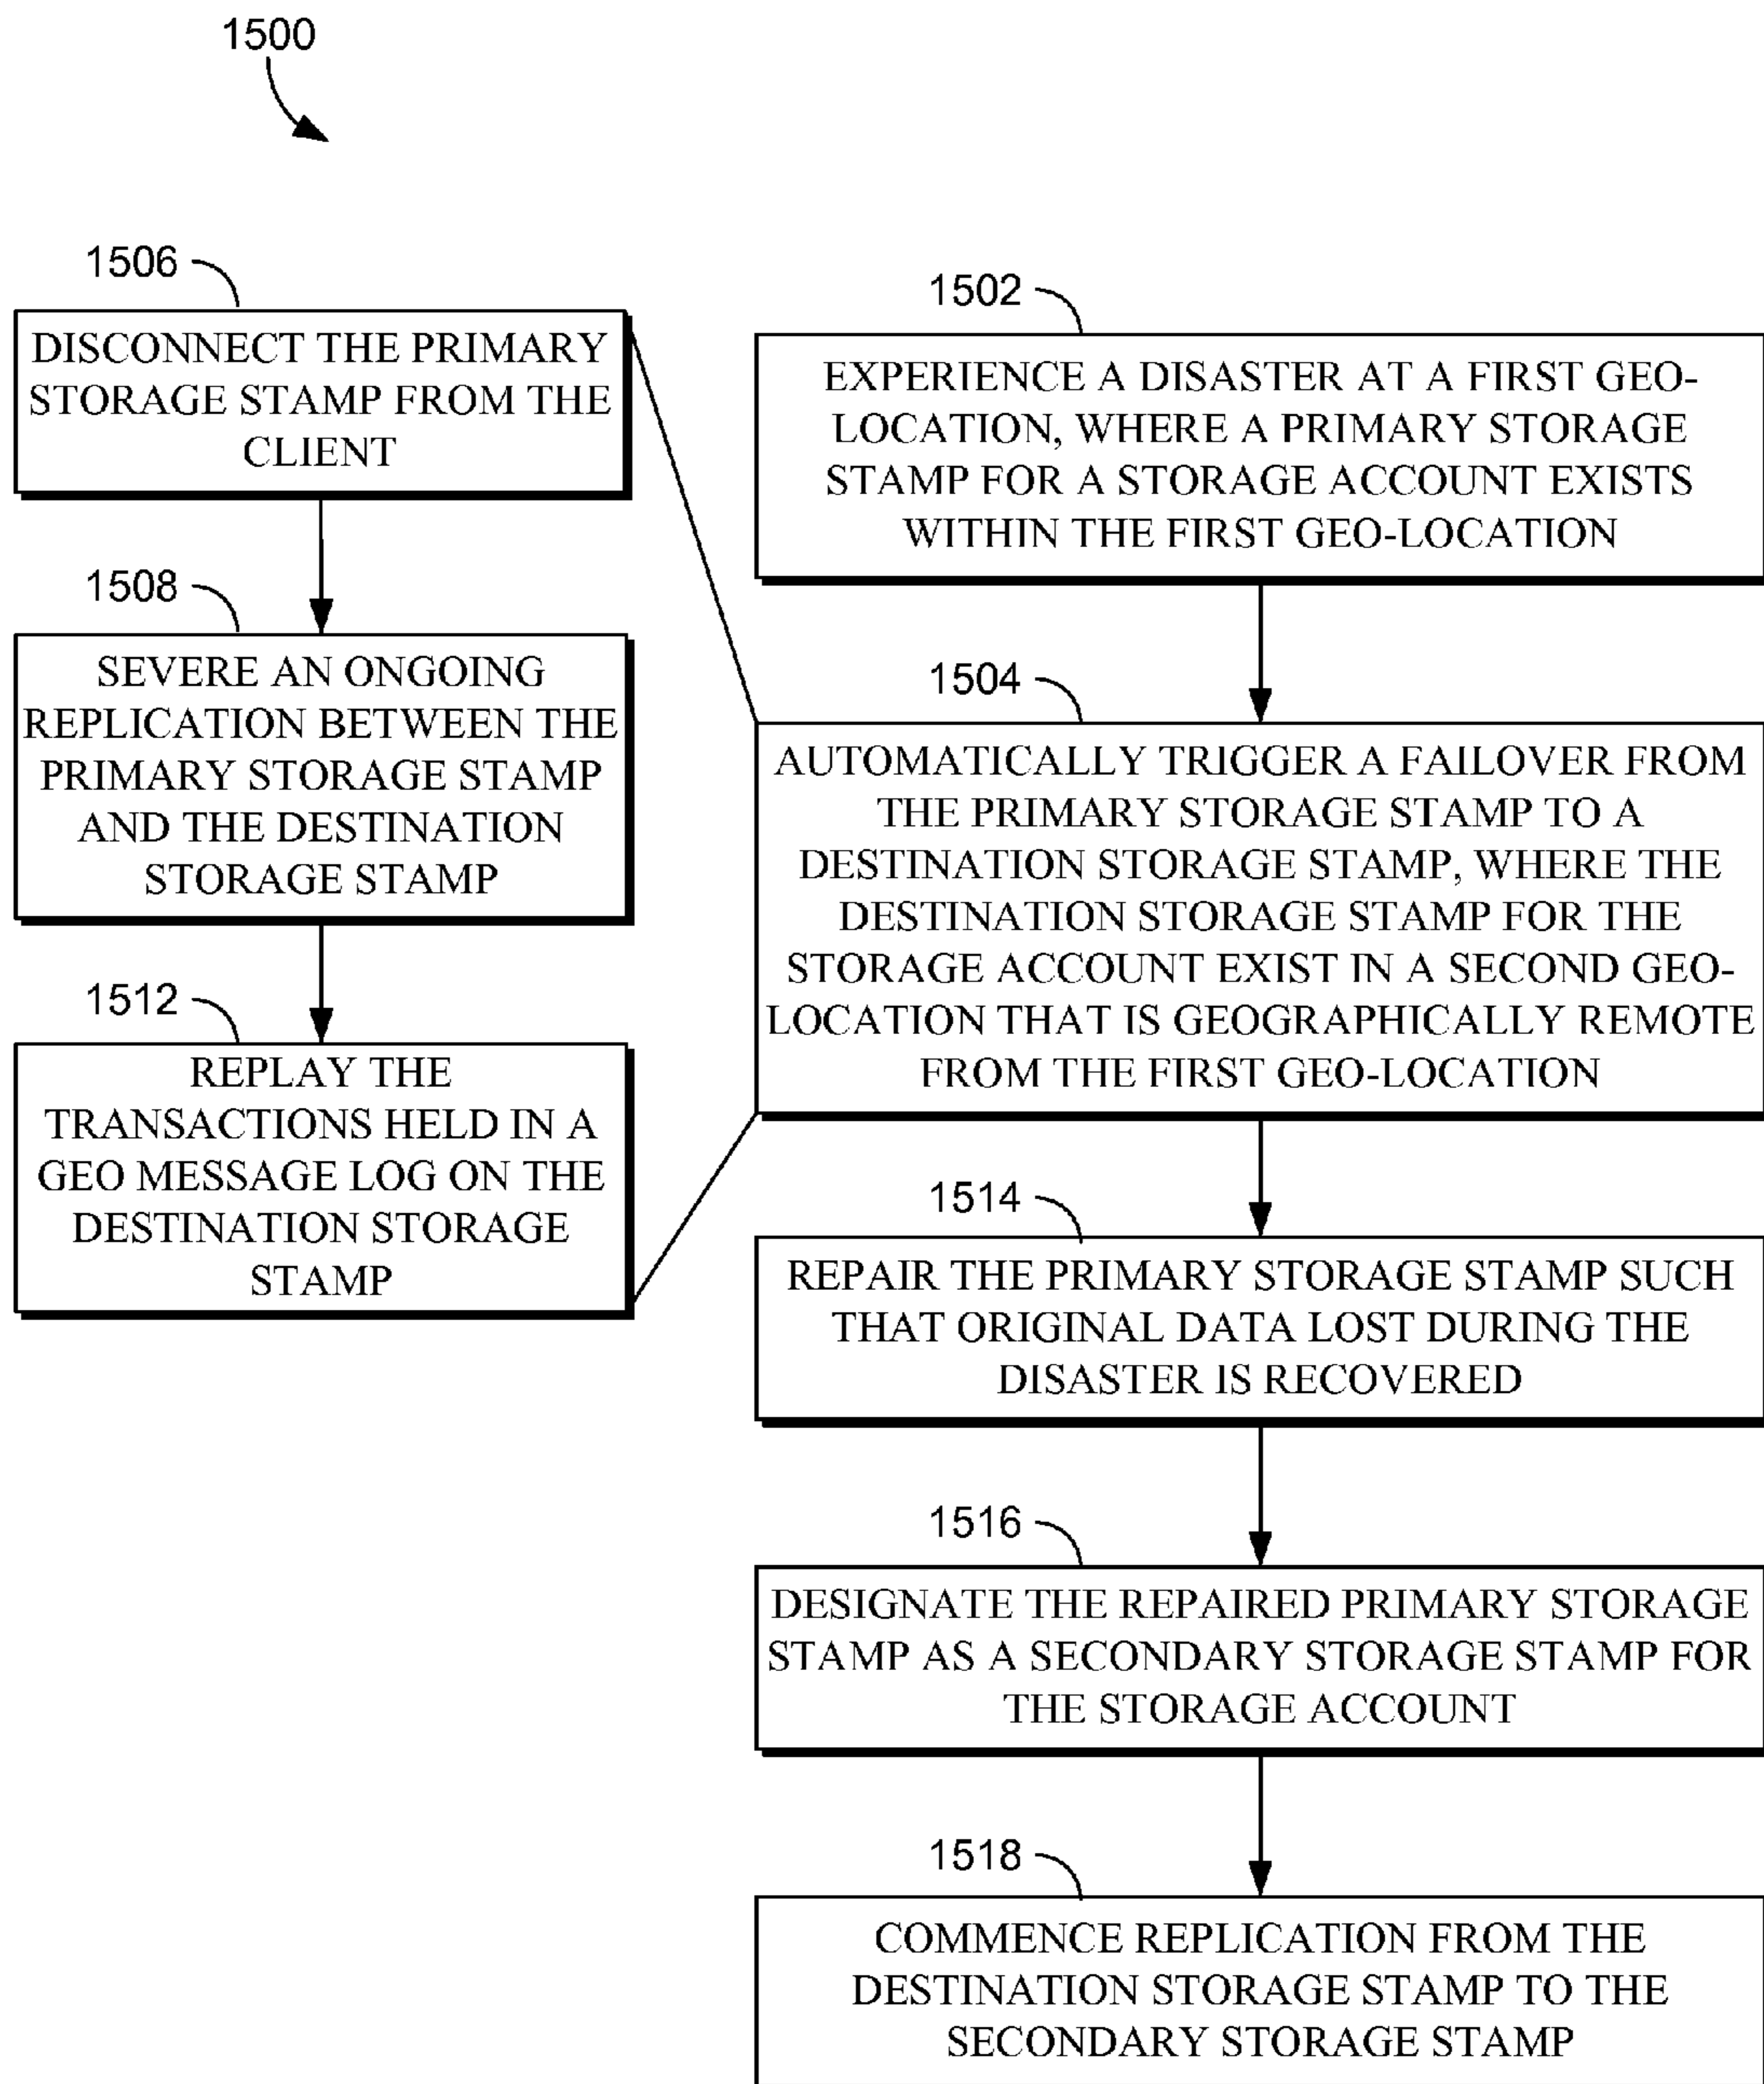 1500
1506
DISCONNECT THE PRIMARY
STORAGE STAMP FROM THE
CLIENT
1508
SEVERE AN ONGOING
REPLICATION BETWEEN THE
PRIMARY STORAGE STAMP
AND THE DESTINATION
STORAGE STAMP
1512
REPLAY THE
TRANSACTIONS HELD IN A
GEO MESSAGE LOG ON THE
DESTINATION STORAGE
STAMP
1502
EXPERIENCE A DISASTER AT A FIRST GEO-
LOCATION, WHERE A PRIMARY STORAGE
STAMP FOR A STORAGE ACCOUNT EXISTS
WITHIN THE FIRST GEO-LOCATION
1504
AUTOMATICALLY TRIGGER A FAILOVER FROM
THE PRIMARY STORAGE STAMP TO A
DESTINATION STORAGE STAMP, WHERE THE
DESTINATION STORAGE STAMP FOR THE
STORAGE ACCOUNT EXIST IN A SECOND GEO-
LOCATION THAT IS GEOGRAPHICALLY REMOTE
FROM THE FIRST GEO-LOCATION
1514
REPAIR THE PRIMARY STORAGE STAMP SUCH
THAT ORIGINAL DATA LOST DURING THE
DISASTER IS RECOVERED
1516
DESIGNATE THE REPAIRED PRIMARY STORAGE
STAMP AS A SECONDARY STORAGE STAMP FOR
THE STORAGE ACCOUNT
1518
COMMENCE REPLICATION FROM THE
DESTINATION STORAGE STAMP TO THE
SECONDARY STORAGE STAMP